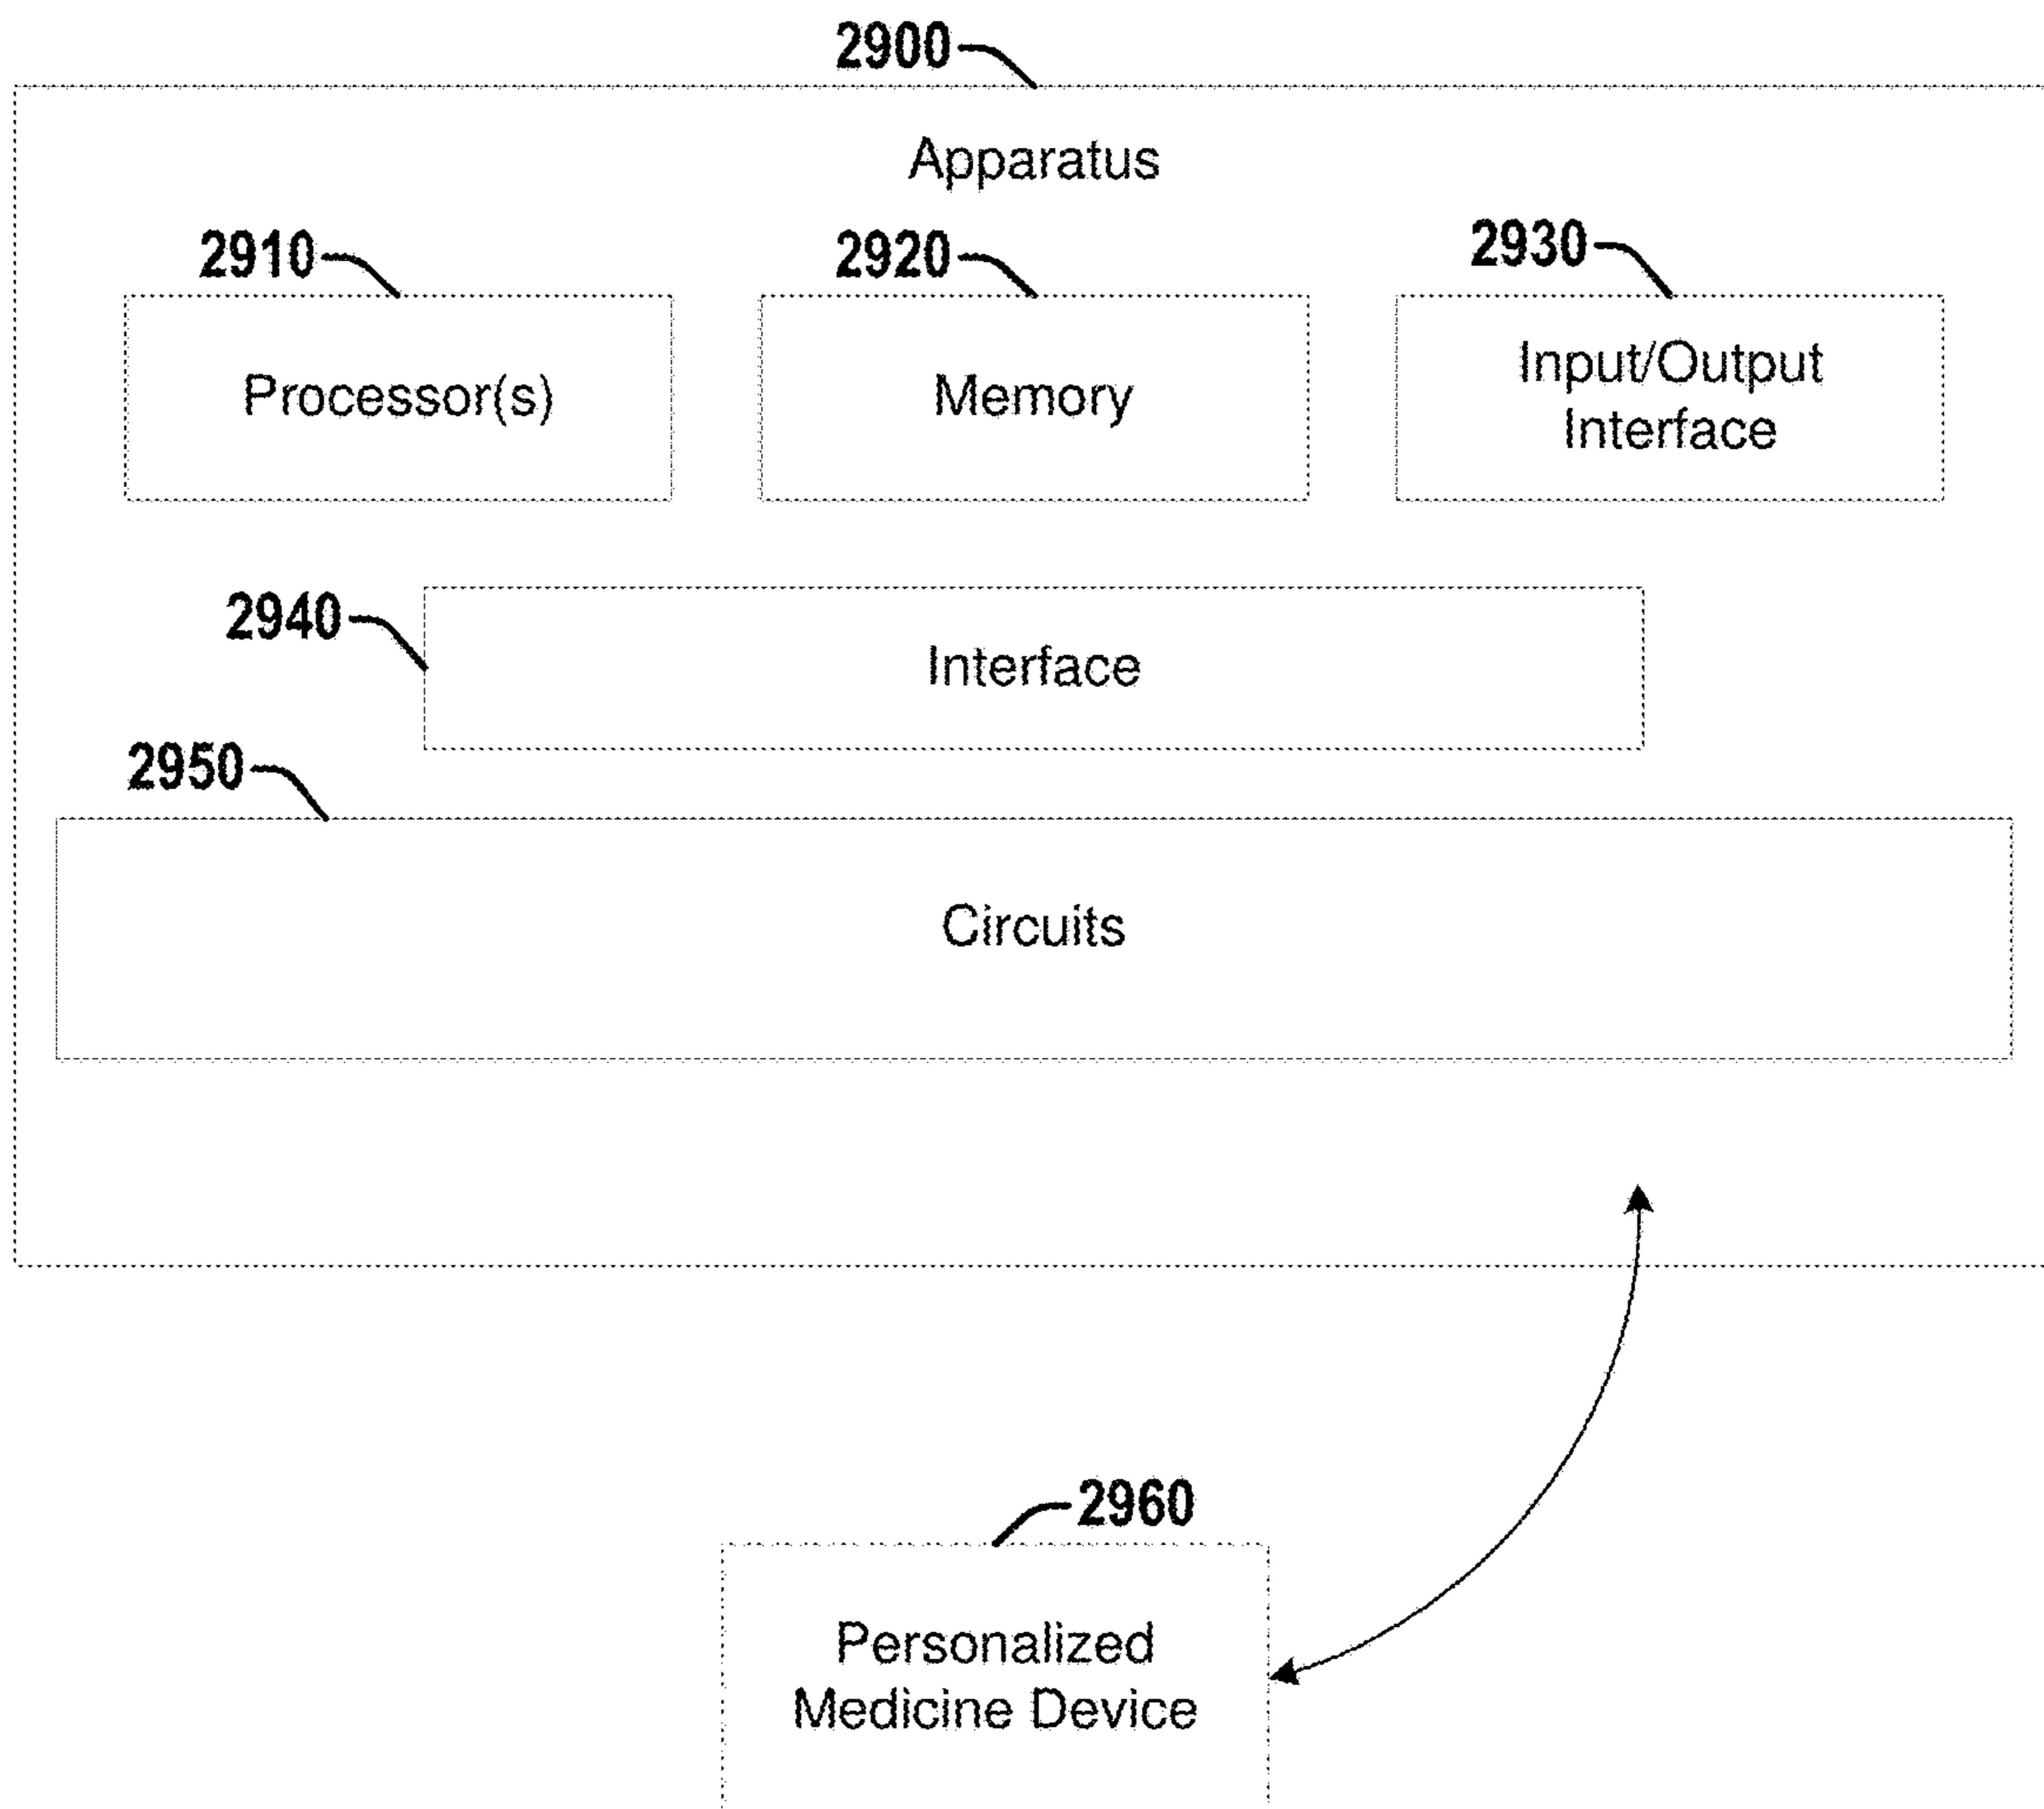 2900
Apparatus
2910
2920
2930
Processor(s)
Memory
Input/Output
Interface
2940
Interface
2950
Circuits
2960
Personalized
Medicine Device